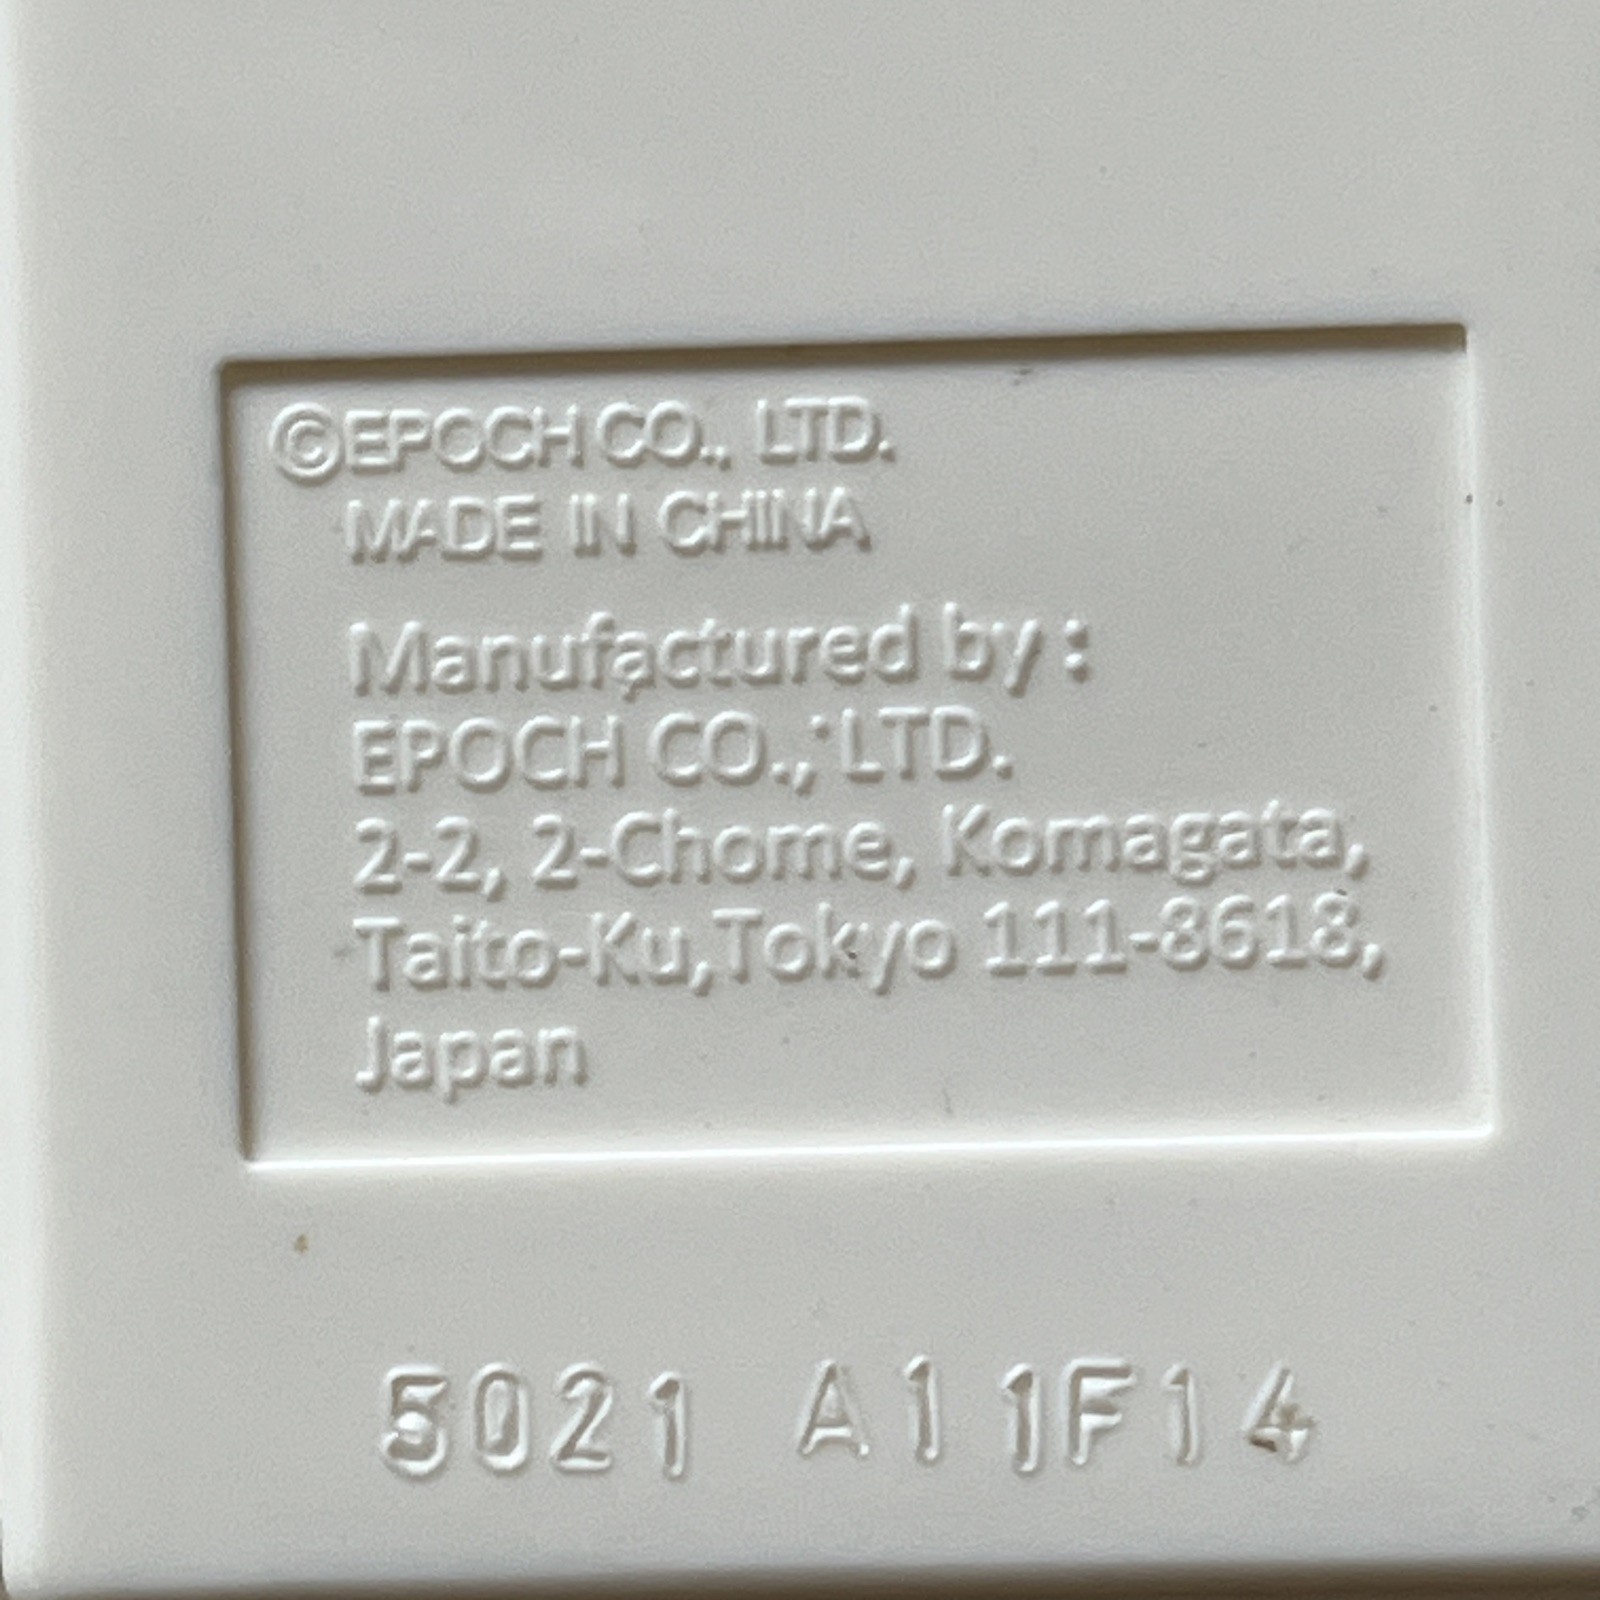 ©EPOCH CO., LTD.
MADE IN CHINA
Manufactured by :
EPOCH CO., LTD.
2-2, 2-Chome, Komagata,
Taito-Ku,Tokyo 111-8618,
Japan
5021 A11F14